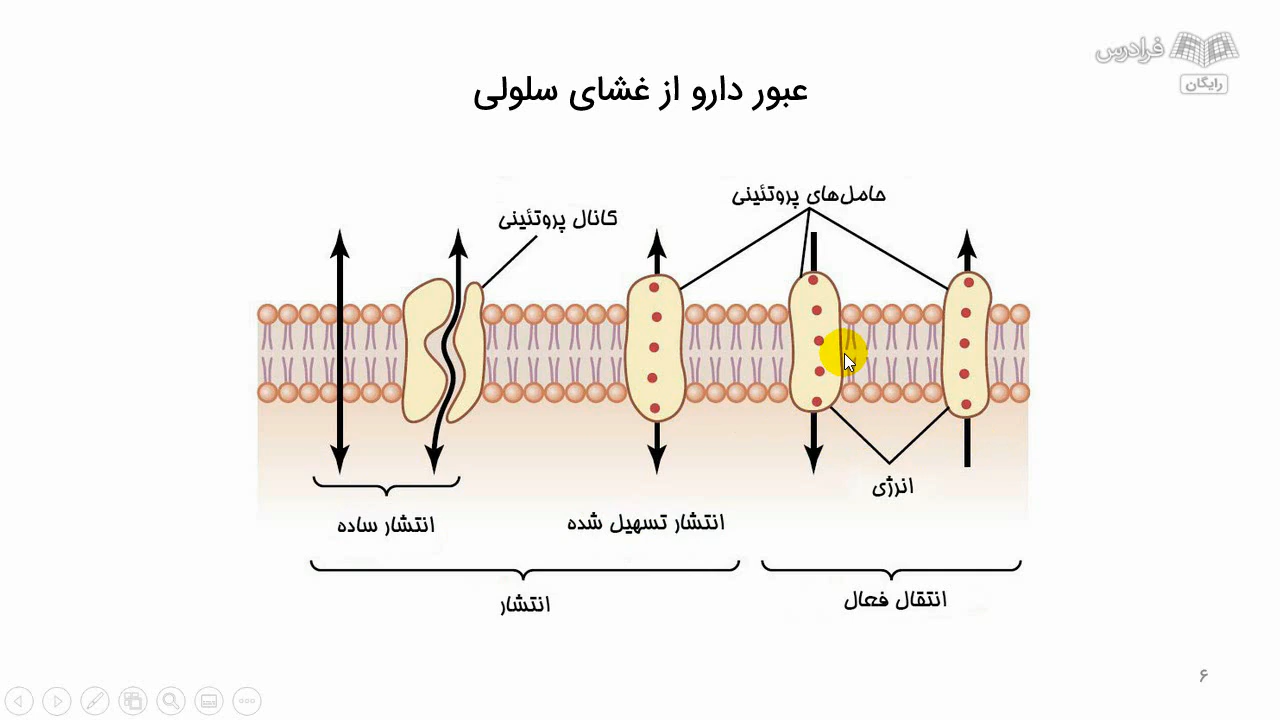 فرادرس
رایگان
عبور دارو از غشای سلولی
حامل‌های پروتئینی
کانال پروتئینی
انرژی
انتشار تسهیل شده
انتشار ساده
انتقال فعال
انتشار
۶